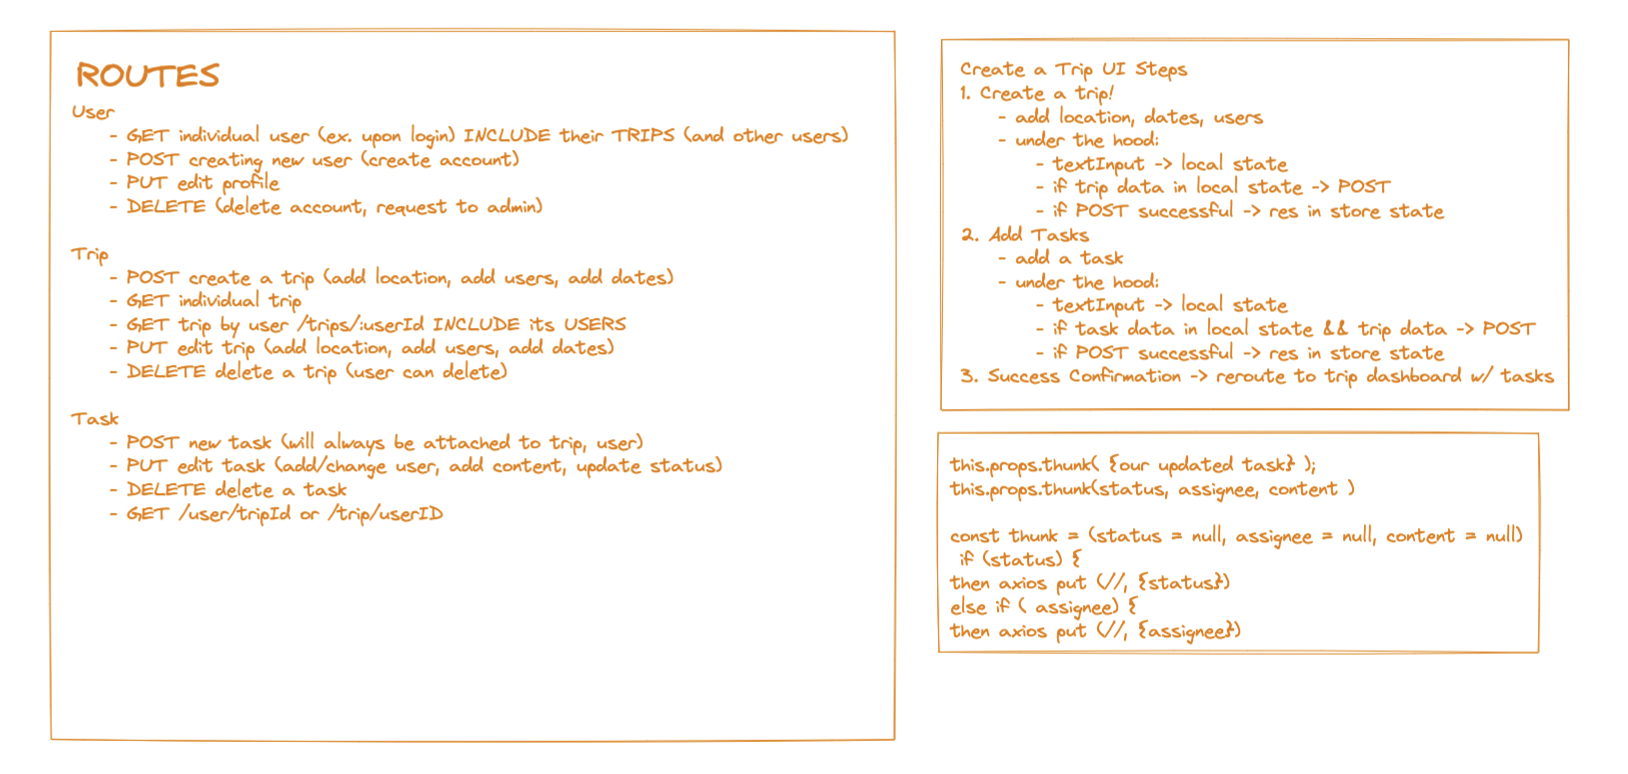 ROUTES
User
- GET individual user (ex. upon login) INCLUDE their TRIPS (and other users)
- POST creating new user (create account)
- PUT edit profile
- DELETE (delete account, request to admin)
Trip
- POST create a trip (add location, add users, add dates)
- GET individual trip
- GET trip by user /trips/:userId INCLUDE its USERS
- PUT edit trip (add location, add users, add dates)
- DELETE delete a trip (user can delete)
Task
- POST new task (will always be attached to trip, user)
- PUT edit task (add/change user, add content, update status)
- DELETE delete a task
- GET /user/tripId or /trip/userID
Create a Trip UI Steps
1. Create a trip!
- add location, dates, users
- under the hood:
- textInput -> local state
- if trip data in local state -> POST
- if POST successful -> res in store state
2. Add Tasks
- add a task
- under the hood:
- textInput -> local state
- if task data in local state && trip data -> POST
- if POST successful -> res in store state
3. Success Confirmation -> reroute to trip dashboard w/ tasks
this.props.thunk( {our updated task} );
this.props.thunk(status, assignee, content )
const thunk = (status = null, assignee = null, content = null)
if (status) {
then axios put (//, {status})
else if ( assignee) {
then axios put (//, {assignee})